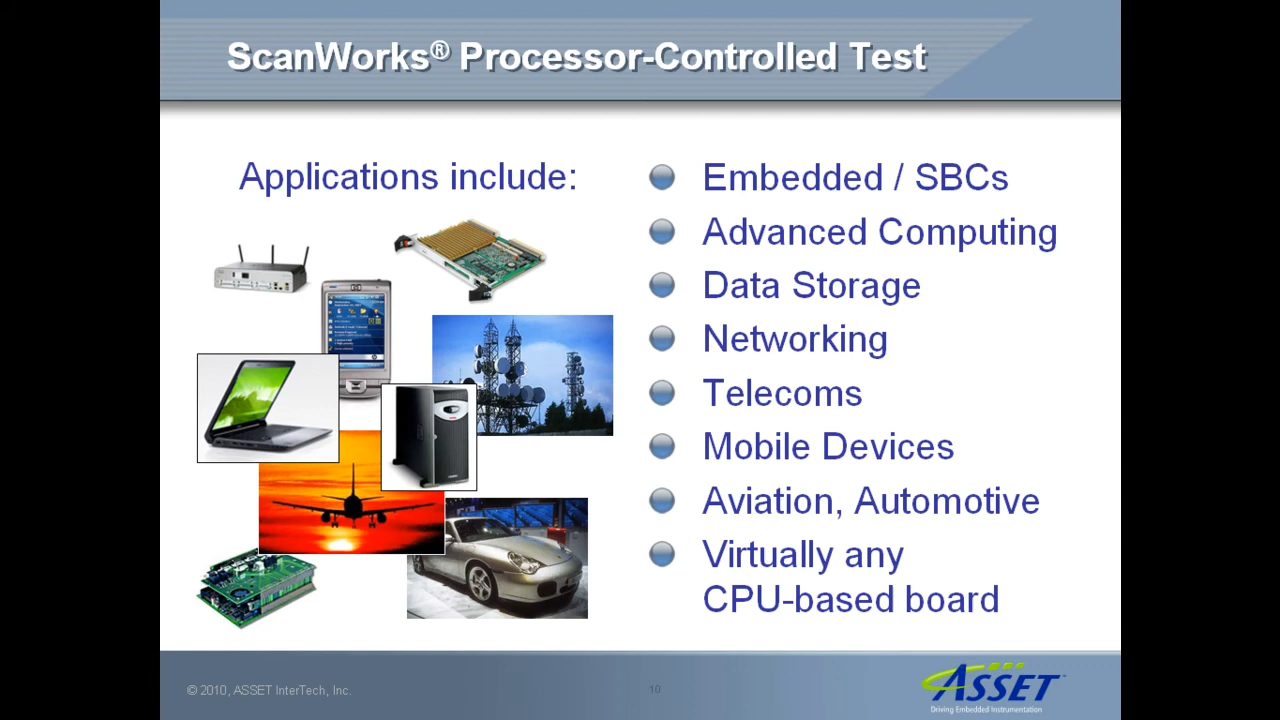 ScanWorks® Processor-Controlled Test
Applications include:
Embedded / SBCs
Advanced Computing
Data Storage
Networking
Telecoms
Mobile Devices
Aviation, Automotive
Virtually any
CPU-based board
© 2010, ASSET InterTech, Inc.
10
ASSET™
Driving Embedded Instrumentation